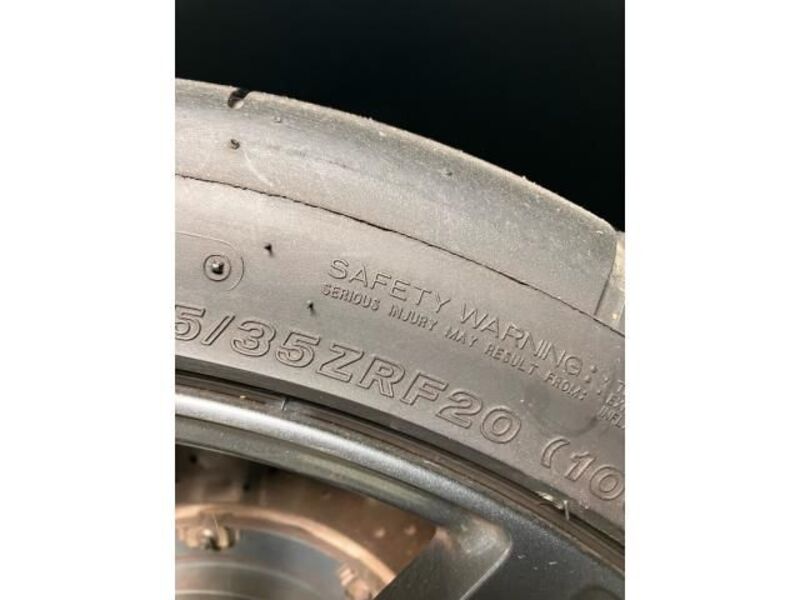 SAFETY WARNING:
SERIOUS INJURY MAY RESULT FROM:
5/35ZRF20 (10